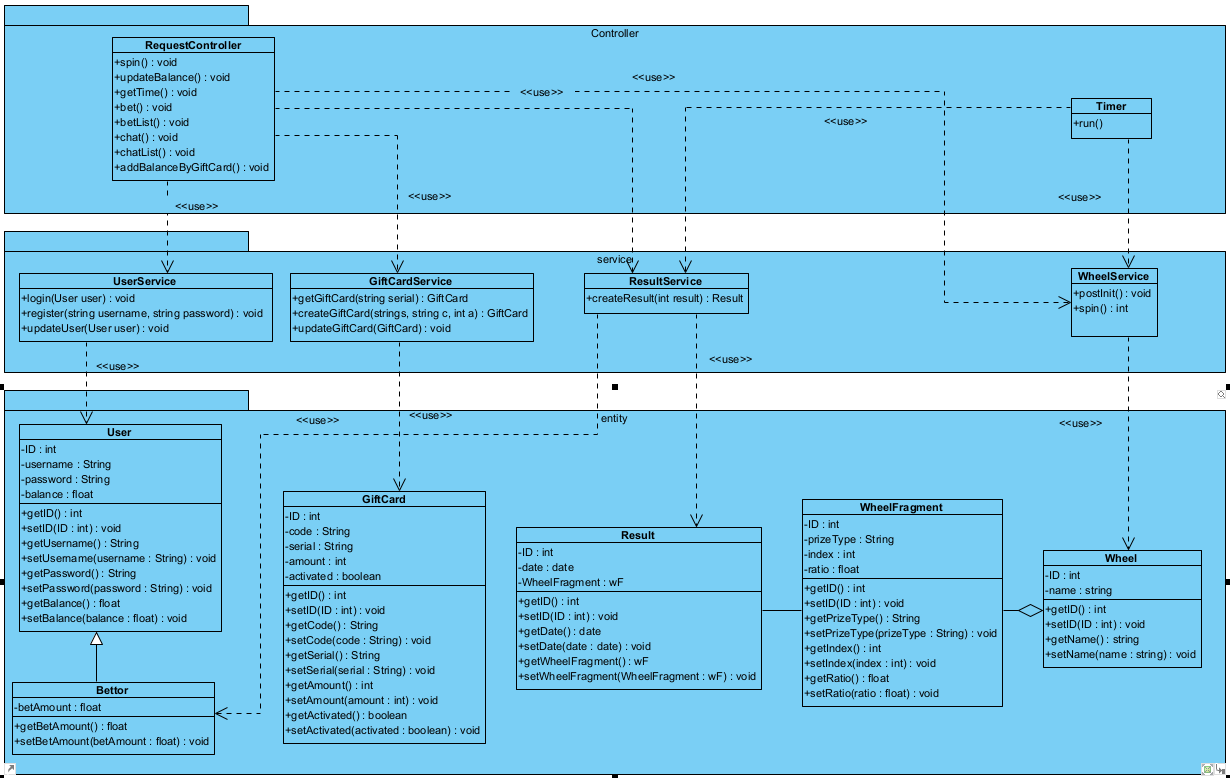 Controller
RequestController
+spin() : void
+updateBalance() : void
+getTime() : void
+bet() : void
+betList() : void
+chat() : void
+chatList() : void
+addBalanceByGiftCard() : void
<<use>>
<<use>>
<<use>>
Timer
+run()
<<use>>
<<use>>
<<use>>
service
UserService
+login(User user) : void
+register(string username, string password) : void
+updateUser(User user) : void
GiftCardService
+getGiftCard(string serial) : GiftCard
+createGiftCard(strings, string c, int a) : GiftCard
+updateGiftCard(GiftCard) : void
ResultService
+createResult(int result) : Result
WheelService
+postInit() : void
+spin() : int
<<use>>
<<use>>
entity
<<use>>
<<use>>
<<use>>
User
-ID : int
-username : String
-password : String
-balance : float
+getID() : int
+setID(ID : int) : void
+getUsername() : String
+setUsername(username : String) : void
+getPassword() : String
+setPassword(password : String) : void
+getBalance() : float
+setBalance(balance : float) : void
Bettor
-betAmount : float
+getBetAmount() : float
+setBetAmount(betAmount : float) : void
GiftCard
-ID : int
-code : String
-serial : String
-amount : int
-activated : boolean
+getID() : int
+setID(ID : int) : void
+getCode() : String
+setCode(code : String) : void
+getSerial() : String
+setSerial(serial : String) : void
+getAmount() : int
+setAmount(amount : int) : void
+getActivated() : boolean
+setActivated(activated : boolean) : void
Result
-ID : int
-date : date
-WheelFragment : wF
+getID() : int
+setID(ID : int) : void
+getDate() : date
+setDate(date : date) : void
+getWheelFragment() : wF
+setWheelFragment(WheelFragment : wF) : void
WheelFragment
-ID : int
-prizeType : String
-index : int
-ratio : float
+getID() : int
+setID(ID : int) : void
+getPrizeType() : String
+setPrizeType(prizeType : String) : void
+getIndex() : int
+setIndex(index : int) : void
+getRatio() : float
+setRatio(ratio : float) : void
Wheel
-ID : int
-name : string
+getID() : int
+setID(ID : int) : void
+getName() : string
+setName(name : string) : void